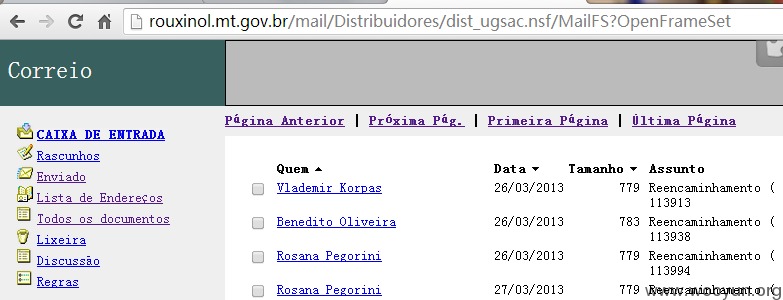 rouxinol.mt.gov.br/mail/Distribuidores/dist_ugsac.nsf/MailFS?OpenFrameSet
Correio
Página Anterior | Próxima Pág. | Primeira Página | Última Página
CAIXA DE ENTRADA
Rascunhos
Enviado
Lista de Endereços
Todos os documentos
Lixeira
Discussão
Regras
Quem Data Tamanho Assunto
Vlademir Korpas 26/03/2013 779 Reencaminhamento (
113913
Benedito Oliveira 26/03/2013 783 Reencaminhamento (
113938
Rosana Pegorini 26/03/2013 779 Reencaminhamento (
113994
Rosana Pegorini 27/03/2013 779 Reencaminhamento (
www.wooyun.org